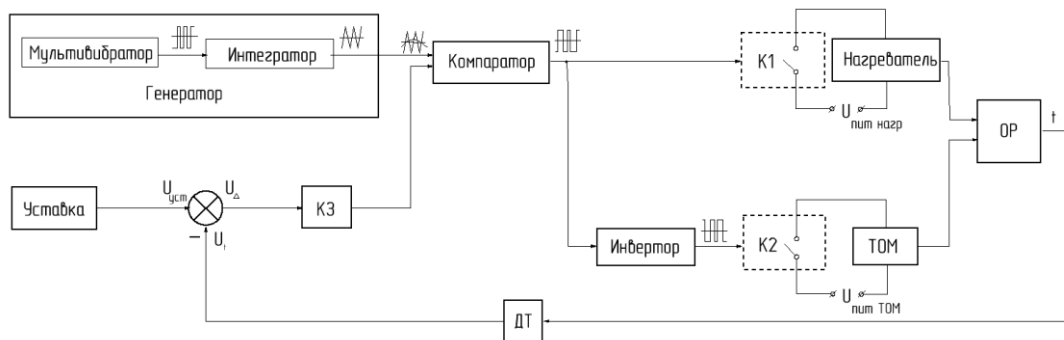 Мультивибратор
Интегратор
Генератор
Компаратор
К1
Нагреватель
U
пит нагр
ОР
t
Уставка
U уст
U Δ
КЗ
− U t
Инвертор
К2
ТОМ
U
пит ТОМ
ДТ